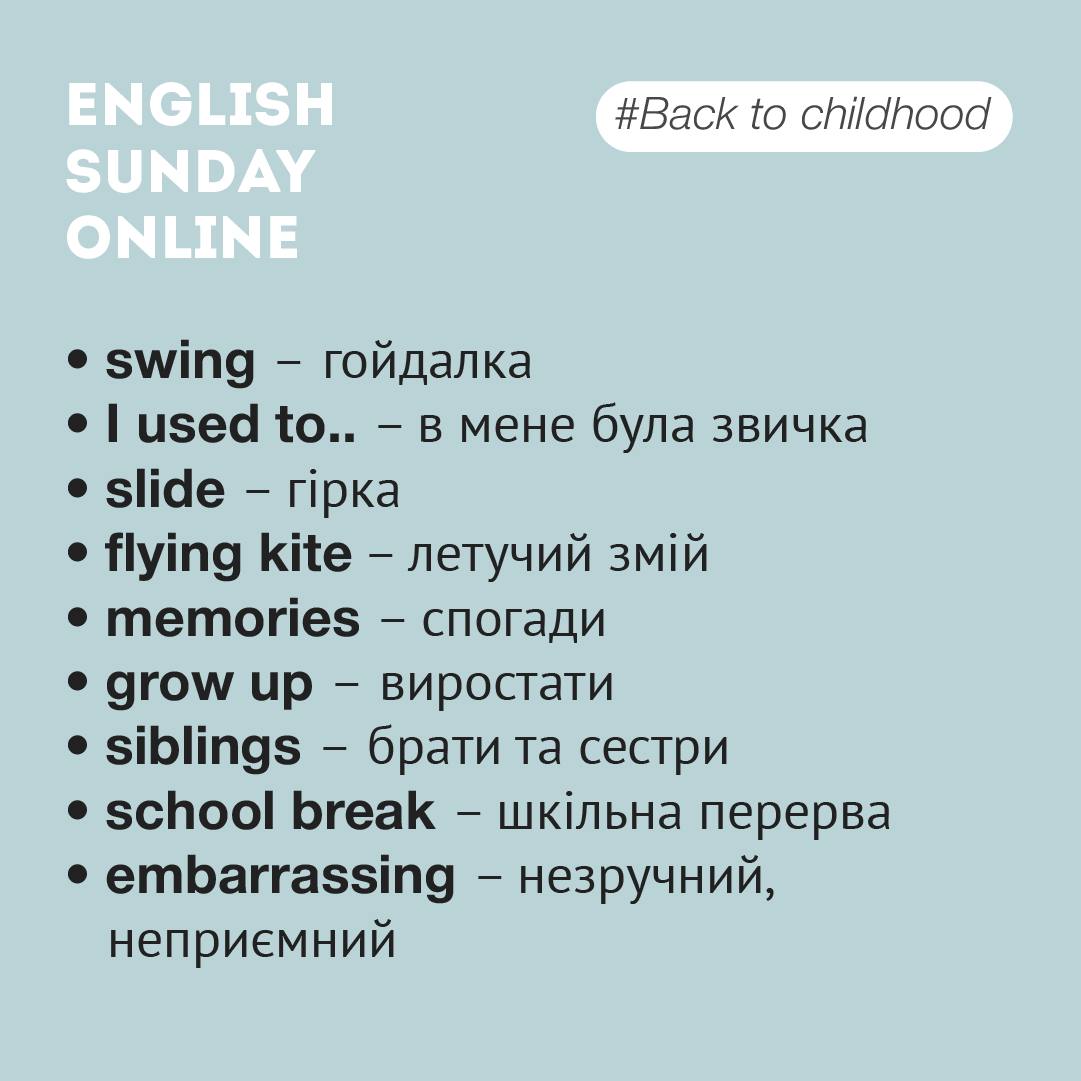 ENGLISH
SUNDAY
ONLINE
#Back to childhood
• swing – гойдалка
• I used to.. – в мене була звичка
• slide – гірка
• flying kite – летучий змій
• memories – спогади
• grow up – виростати
• siblings – брати та сестри
• school break – шкільна перерва
• embarrassing – незручний,
неприємний